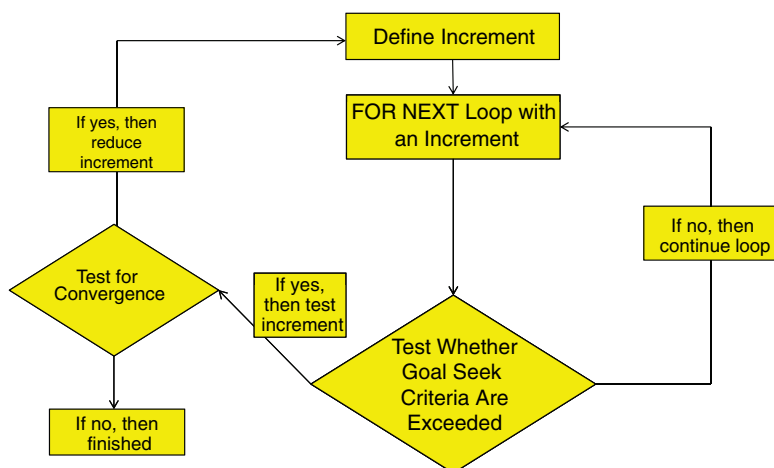 Define Increment
FOR NEXT Loop with
an Increment
If yes, then
reduce
increment
If no, then
continue loop
Test for
Convergence
If yes,
then test
increment
Test Whether
Goal Seek
Criteria Are
Exceeded
If no, then
finished